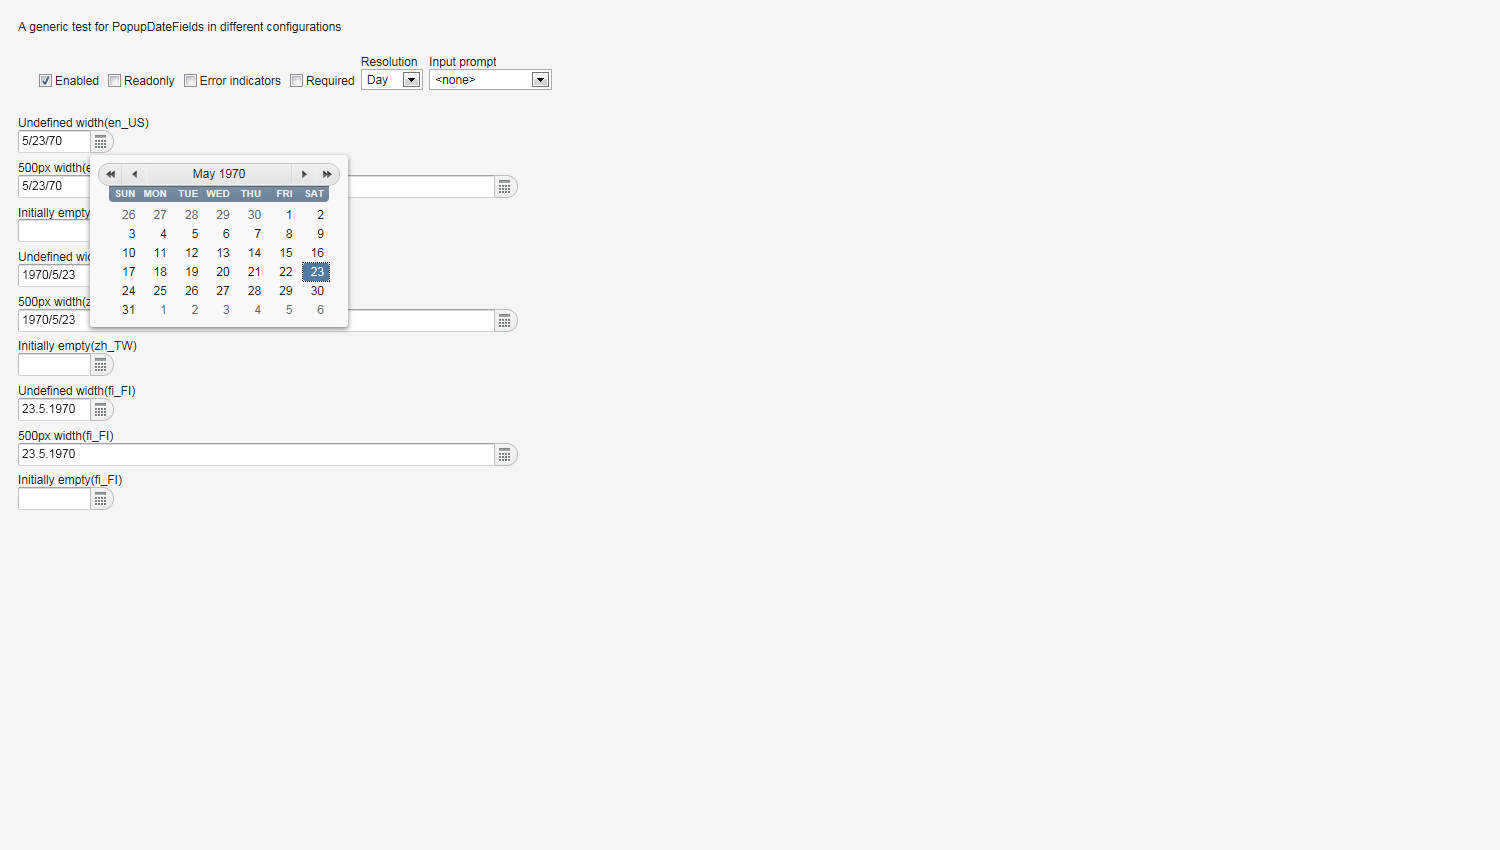 A generic test for PopupDateFields in different configurations
Resolution Input prompt
Enabled Readonly Error indicators Required Day <none>
Undefined width(en_US)
5/23/70
500px width(e
5/23/70
Initially empty
Undefined wi
1970/5/23
500px width(z
1970/5/23
May 1970
SUN MON TUE WED THU FRI SAT
26 27 28 29 30 1 2
3 4 5 6 7 8 9
10 11 12 13 14 15 16
17 18 19 20 21 22 23
24 25 26 27 28 29 30
31 1 2 3 4 5 6
Initially empty(zh_TW)
Undefined width(fi_FI)
23.5.1970
500px width(fi_FI)
23.5.1970
Initially empty(fi_FI)